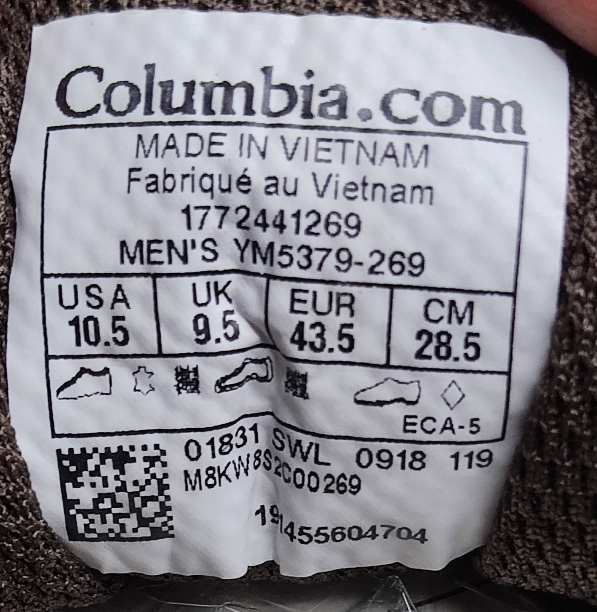 Columbia.com
MADE IN VIETNAM
Fabriqué au Vietnam
1772441269
MEN'S YM5379-269
USA 10.5
UK 9.5
EUR 43.5
CM 28.5
ECA-5
01831 SWL 0918 119
M8KW8S2C00269
191455604704